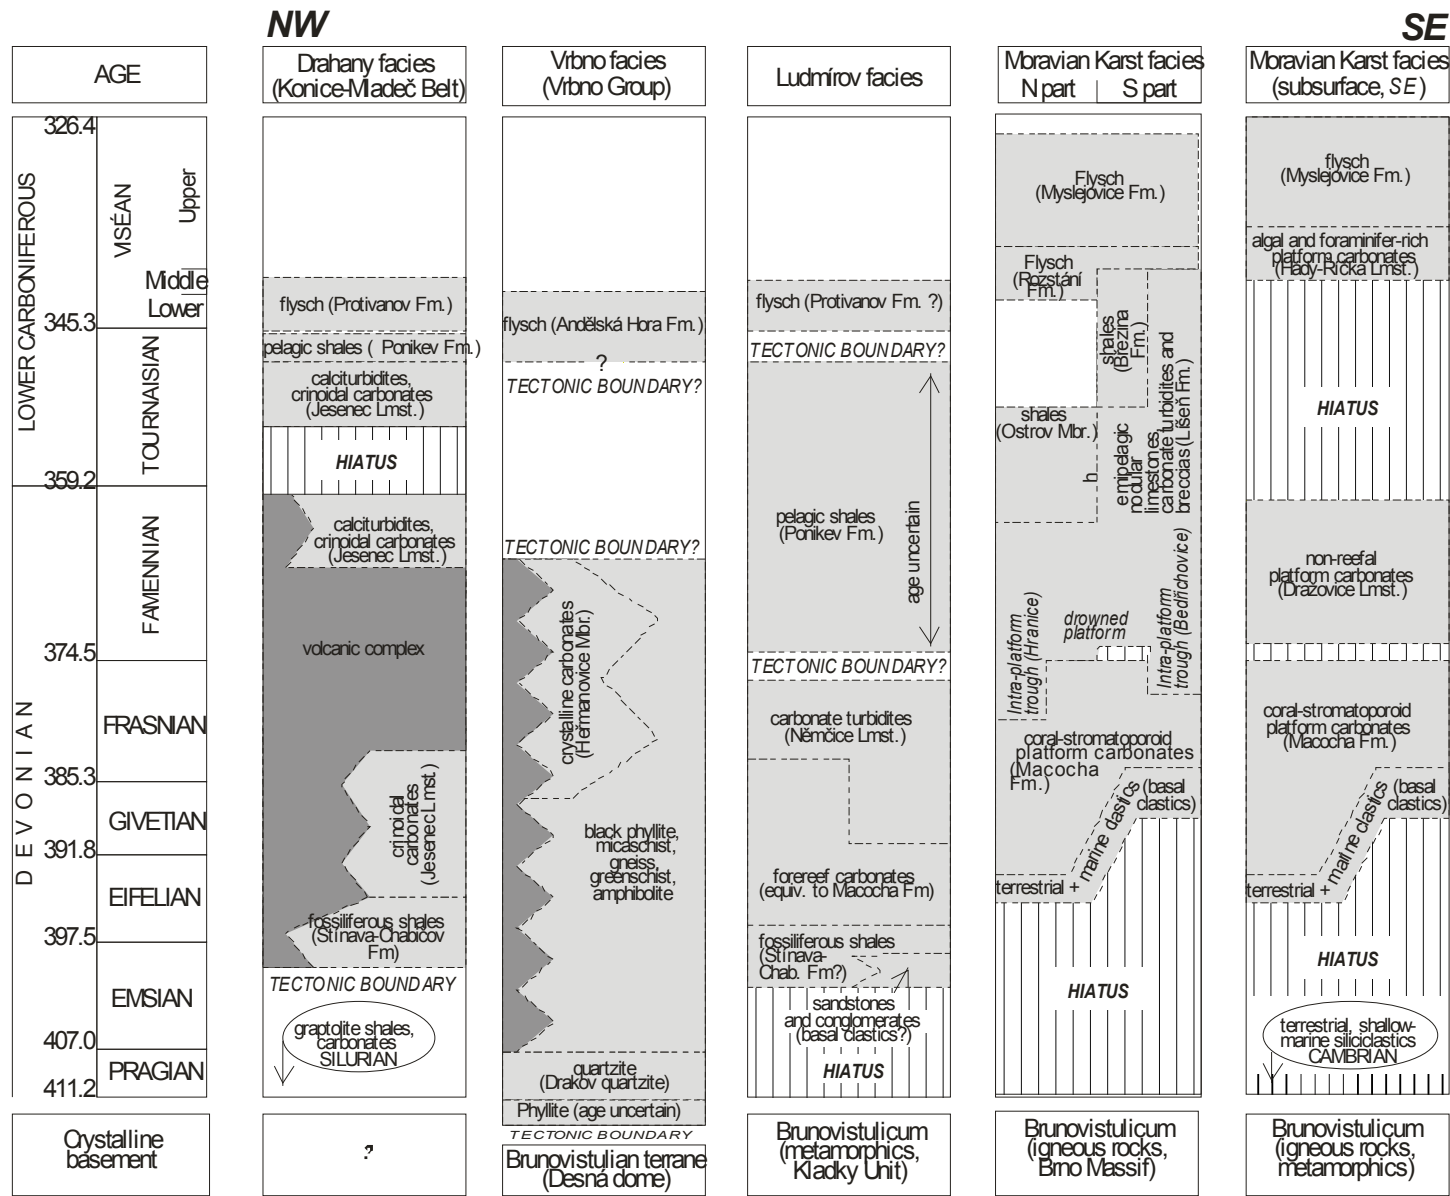 NW
SE
AGE
Drahany facies
(Konice-Mladeč Belt)
Vrbno facies
(Vrbno Group)
Ludmírov facies
Moravian Karst facies
N part
S part
Moravian Karst facies
(subsurface, SE)
326.4
345.3
359.2
374.5
385.3
391.8
397.5
407.0
411.2
LOWER CARBONIFEROUS
DEVONIAN
VISÉAN
Upper
Middle
Lower
TOURNAISIAN
FAMENNIAN
FRASNIAN
GIVETIAN
EIFELIAN
EMSIAN
PRAGIAN
Crystalline
basement
flysch (Protivanov Fm.)
pelagic shales ( Ponikev Fm.)
calciturbidites,
crinoidal carbonates
(Jesenec Lmst.)
HIATUS
calciturbidites,
crinoidal carbonates
(Jesenec Lmst.)
volcanic complex
crinoidal
carbonates
(Jesenec Lmst.)
fossiliferous shales
(Stínava-Chabičov
Fm)
TECTONIC BOUNDARY
graptolite shales,
carbonates
SILURIAN
?
flysch (Andělská Hora Fm.)
?
TECTONIC BOUNDARY?
TECTONIC BOUNDARY?
crystalline carbonates
(Heřmanovice Mbr.)
black phyllite,
micaschist,
gneiss,
greenschist,
amphibolite
quartzite
(Drakov quartzite)
Phyllite (age uncertain)
TECTONIC BOUNDARY
Brunovistulian terrane
(Desná dome)
flysch (Protivanov Fm. ?)
TECTONIC BOUNDARY?
pelagic shales
(Ponikev Fm.)
age uncertain
TECTONIC BOUNDARY?
carbonate turbidites
(Němčice Lmst.)
forereef carbonates
(equiv. to Macocha Fm)
fossiliferous shales
(Stínava-
Chab. Fm?)
sandstones
and conglomerates
(basal clastics?)
HIATUS
Brunovistulicum
(metamorphics,
Kladky Unit)
Flysch
(Myslejovice Fm.)
Flysch
(Rozstání
Fm.)
shales
(Březina
Fm.)
shales
(Ostrov Mbr.)
h
emipelagic
nodular
limestones,
carbonate turbidites and
breccias (Líšeň Fm.)
Intra-platform
trough (Hranice)
drowned
platform
Intra-platform
trough (Bedřichovice)
coral-stromatoporoid
platform carbonates
(Macocha
Fm.)
terrestrial +
marine clastics
(basal
clastics)
HIATUS
Brunovistulicum
(igneous rocks,
Brno Massif)
flysch
(Myslejovice Fm.)
algal and foraminifer-rich
platform carbonates
(Hády-Říčka Lmst.)
HIATUS
non-reefal
platform carbonates
(Dražovice Lmst.)
coral-stromatoporoid
platform carbonates
(Macocha Fm.)
terrestrial +
marine clastics
(basal
clastics)
HIATUS
terrestrial, shallow-
marine siliciclastics
CAMBRIAN
Brunovistulicum
(igneous rocks,
metamorphics)